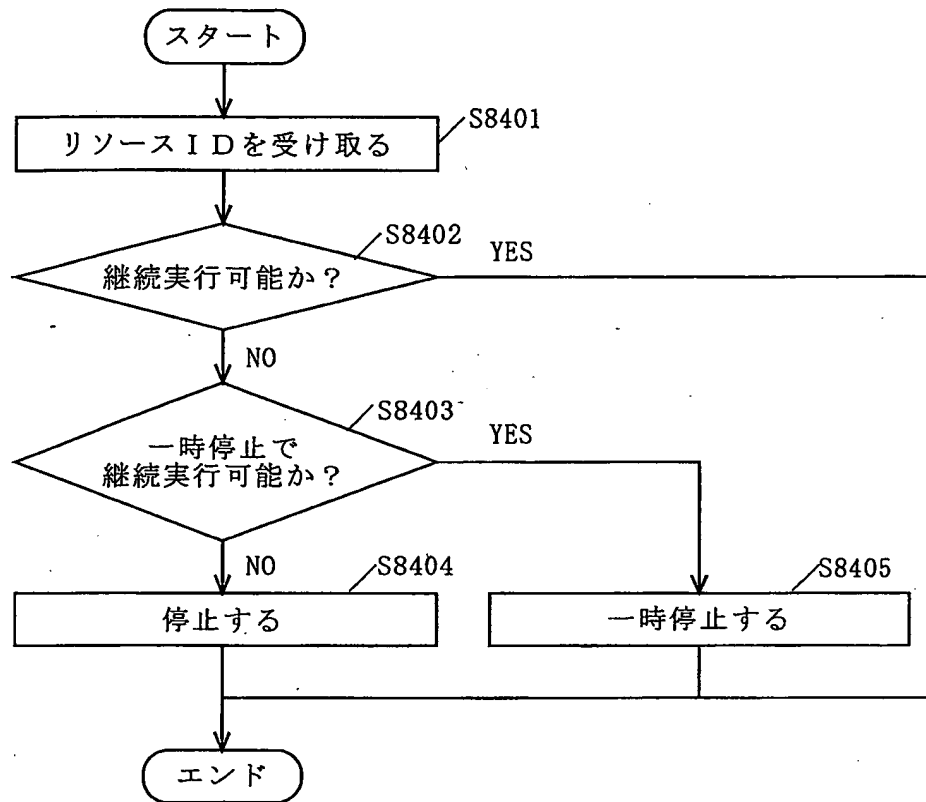 スタート
リソースＩＤを受け取る
S8401
継続実行可能か？
S8402
YES
NO
一時停止で
継続実行可能か？
S8403
YES
NO
停止する
S8404
一時停止する
S8405
エンド